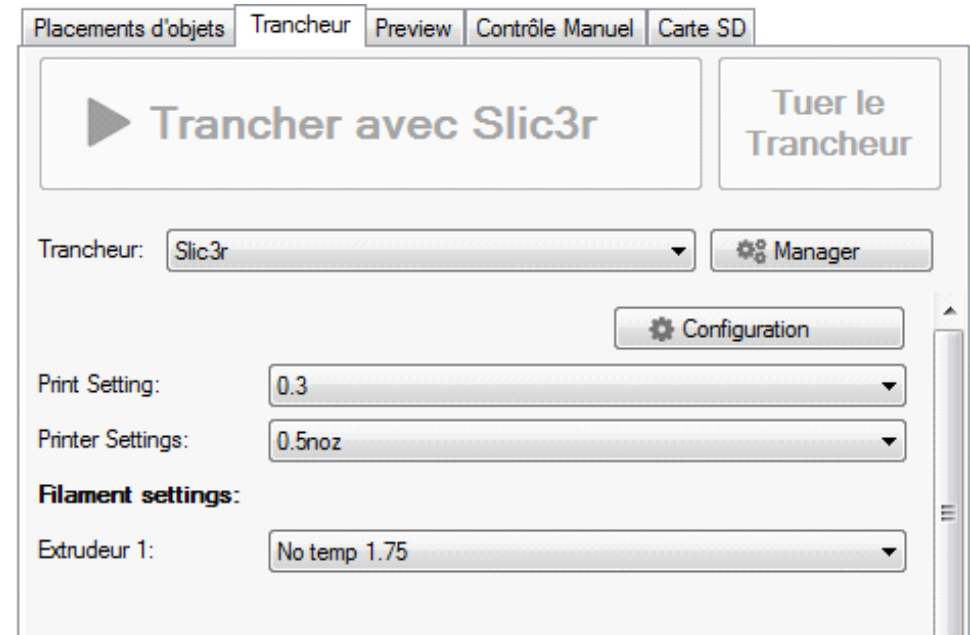 Placements d'objets Trancheur Preview Contrôle Manuel Carte SD
Trancher avec Slic3r
Tuer le
Trancheur
Trancheur: Slic3r Manager
Configuration
Print Setting: 0.3
Printer Settings: 0.5noz
Filament settings:
Extrudeur 1: No temp 1.75